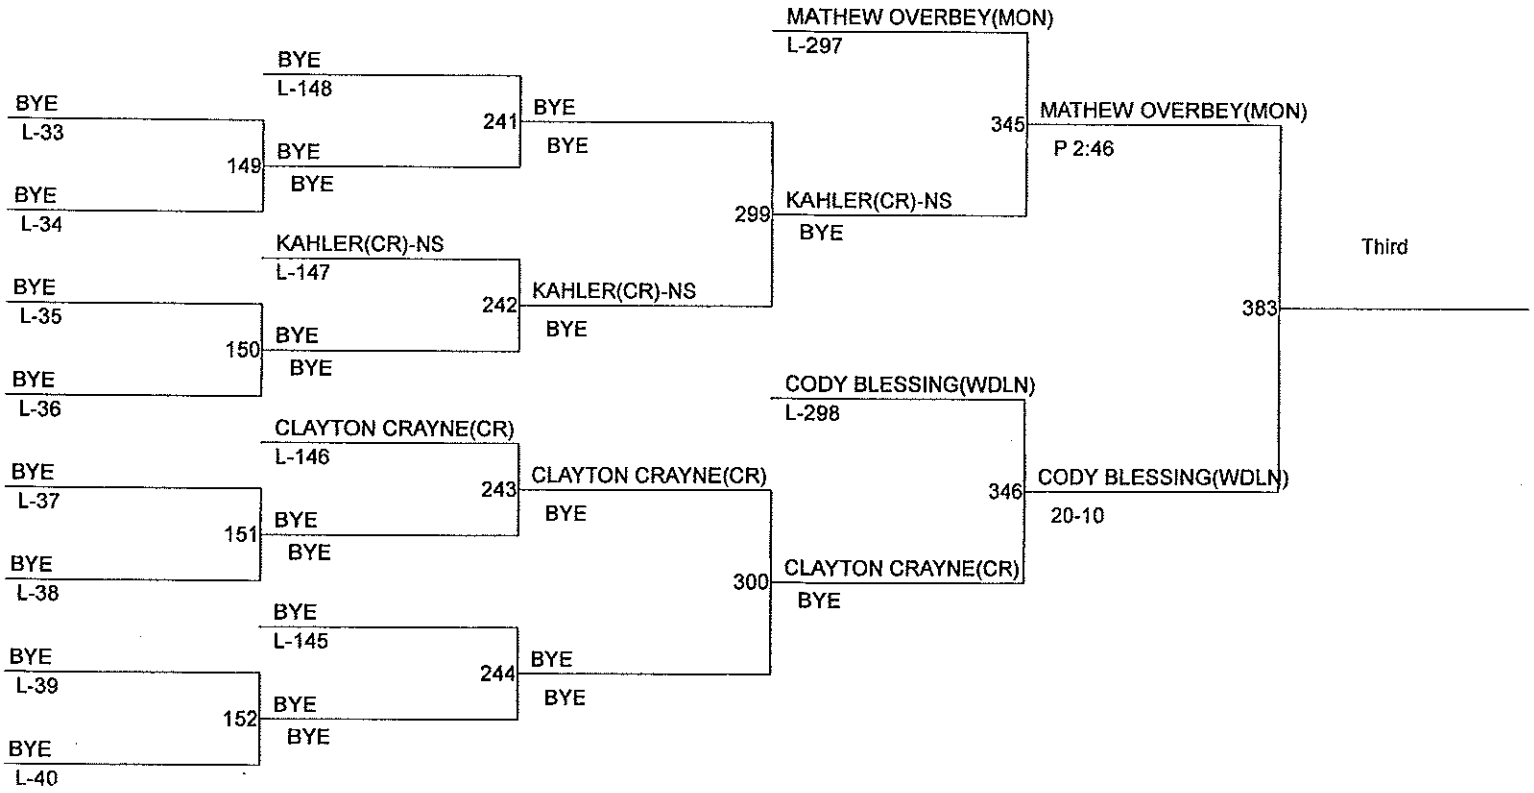 MATHEW OVERBEY(MON)
L-297
BYE
L-148
BYE
L-33
241
BYE
BYE
345
MATHEW OVERBEY(MON)
P 2:46
149
BYE
BYE
BYE
L-34
299
KAHLER(CR)-NS
BYE
KAHLER(CR)-NS
L-147
Third
BYE
L-35
242
KAHLER(CR)-NS
BYE
383
150
BYE
BYE
BYE
L-36
CODY BLESSING(WDLN)
L-298
CLAYTON CRAYNE(CR)
L-146
BYE
L-37
243
CLAYTON CRAYNE(CR)
BYE
346
CODY BLESSING(WDLN)
20-10
151
BYE
BYE
BYE
L-38
300
CLAYTON CRAYNE(CR)
BYE
BYE
L-145
BYE
L-39
244
BYE
BYE
152
BYE
BYE
BYE
L-40